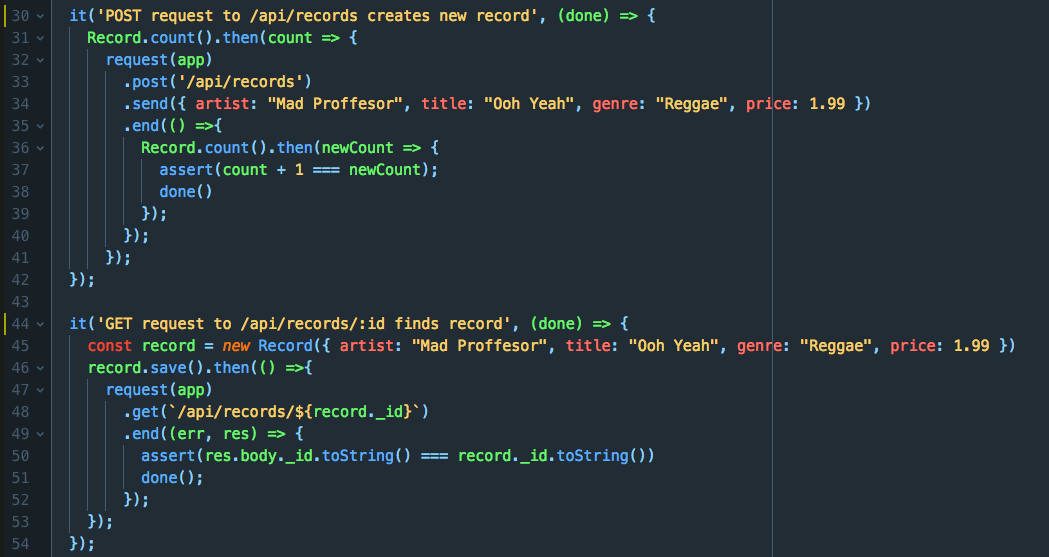 30 it('POST request to /api/records creates new record', (done) => {
31 Record.count().then(count => {
32 request(app)
33 .post('/api/records')
34 .send({ artist: "Mad Proffesor", title: "Ooh Yeah", genre: "Reggae", price: 1.99 })
35 .end(() =>{
36 Record.count().then(newCount => {
37 assert(count + 1 === newCount);
38 done()
39 });
40 });
41 });
42 });
43
44 it('GET request to /api/records/:id finds record', (done) => {
45 const record = new Record({ artist: "Mad Proffesor", title: "Ooh Yeah", genre: "Reggae", price: 1.99 })
46 record.save().then(() =>{
47 request(app)
48 .get(`/api/records/${record._id}`)
49 .end((err, res) => {
50 assert(res.body._id.toString() === record._id.toString())
51 done();
52 });
53 });
54 });